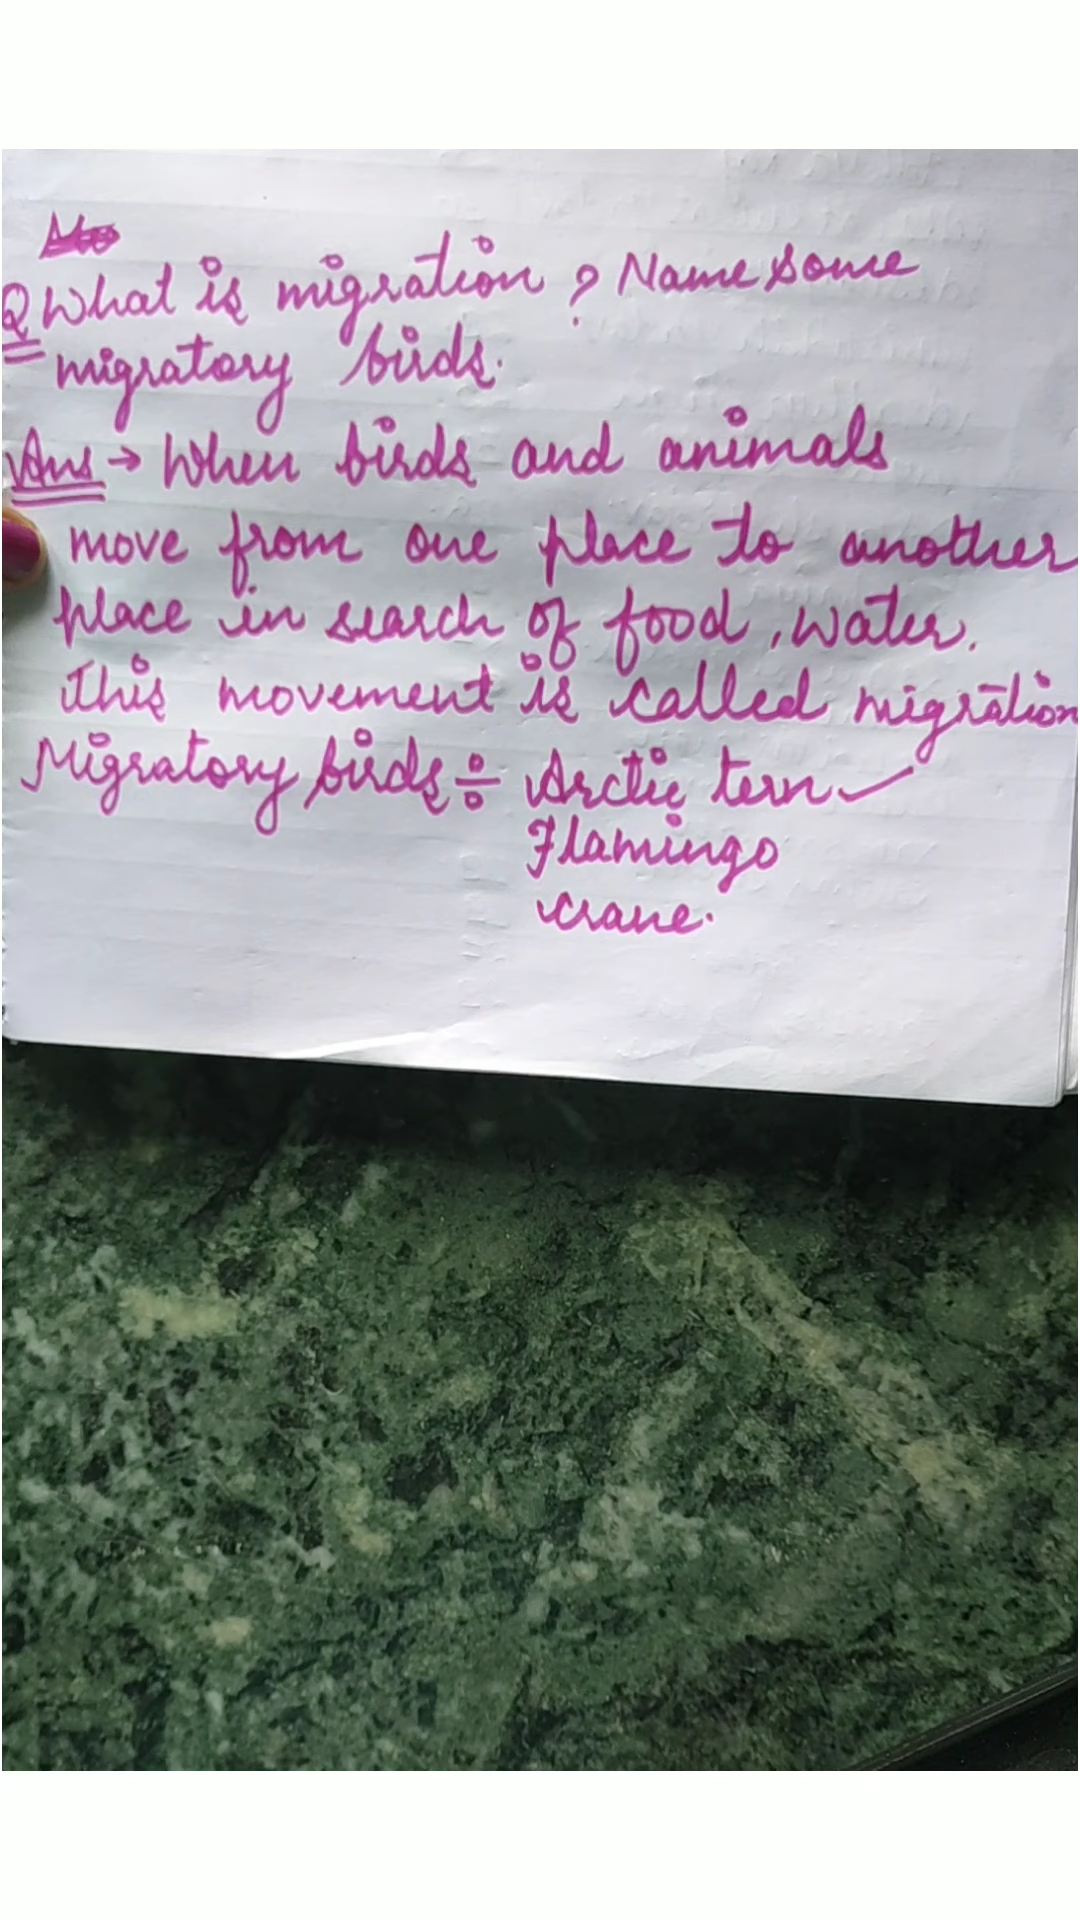 Q What is migration ? Name some
migratory birds.
Ans → When birds and animals
move from one place to another
place in search of food, water.
This movement is called migration
Migratory birds ÷ Arctic tern
Flamingo
crane.